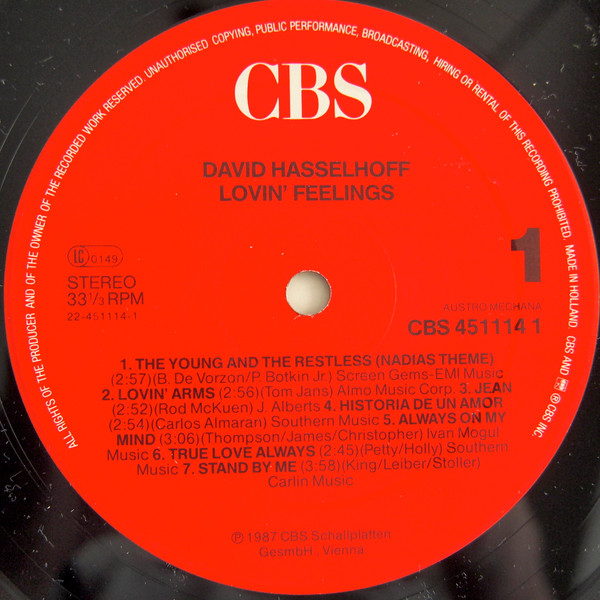 ALL RIGHTS OF THE PRODUCER AND OF THE OWNER OF THE RECORDED WORK RESERVED. UNAUTHORISED COPYING, PUBLIC PERFORMANCE, BROADCASTING, HIRING OR RENTAL OF THIS RECORDING PROHIBITED. MADE IN HOLLAND. CBS AND ® CBS INC.
CBS
DAVID HASSELHOFF
LOVIN' FEELINGS
1
LC 0149
STEREO
33 1/3 RPM
22-451114-1
AUSTRO MECHANA
CBS 451114 1
1. THE YOUNG AND THE RESTLESS (NADIAS THEME)
(2:57)(B. De Vorzon/P. Botkin Jr.) Screen Gems-EMI Music
2. LOVIN' ARMS (2:56)(Tom Jans) Almo Music Corp. 3. JEAN
(2:52)(Rod McKuen) J. Alberts 4. HISTORIA DE UN AMOR
(2:54)(Carlos Almaran) Southern Music 5. ALWAYS ON MY
MIND (3:06)(Thompson/James/Christopher) Ivan Mogul
Music 6. TRUE LOVE ALWAYS (2:45)(Petty/Holly) Southern
Music 7. STAND BY ME (3:58)(King/Leiber/Stoller)
Carlin Music
℗ 1987 CBS Schallplatten
GesmbH., Vienna